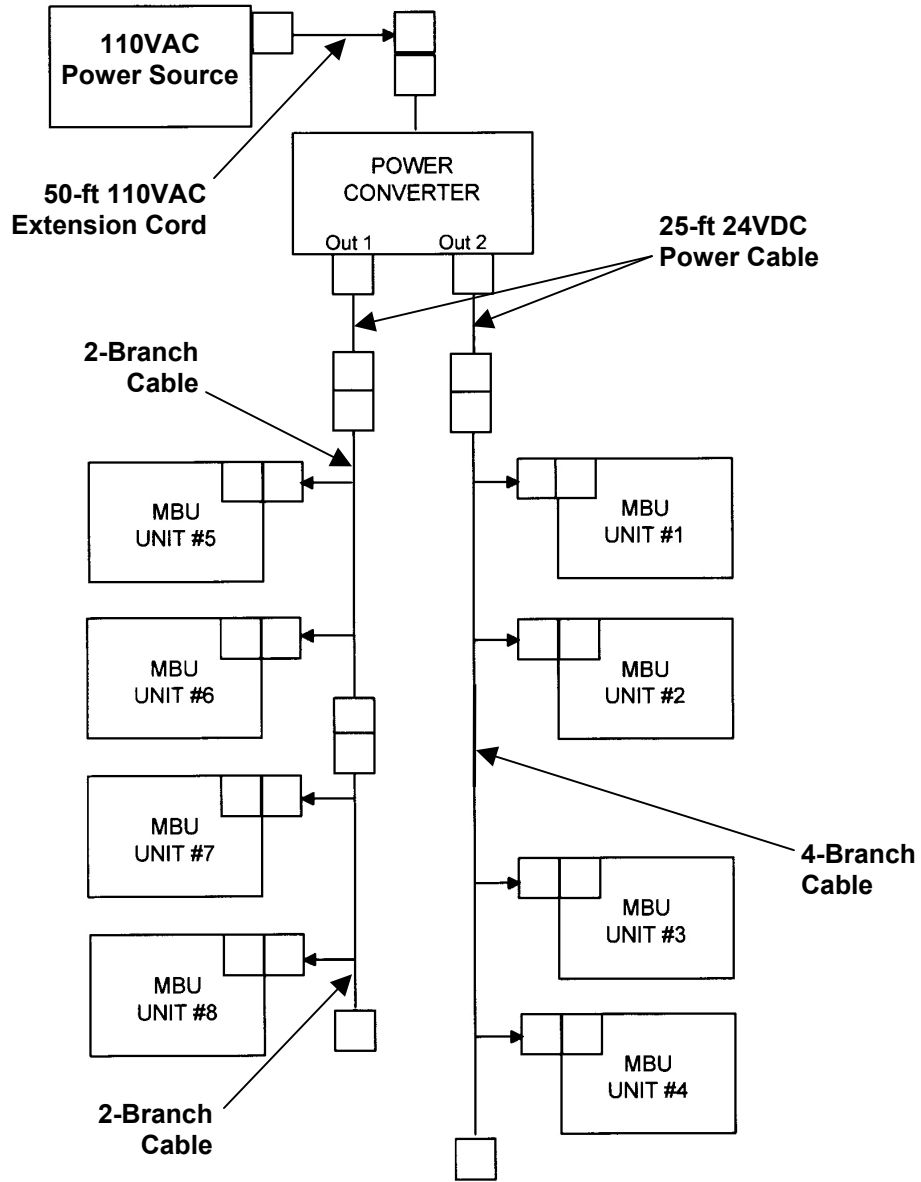 110VAC
Power Source
50-ft 110VAC
Extension Cord
POWER
CONVERTER
Out 1
Out 2
25-ft 24VDC
Power Cable
2-Branch
Cable
MBU
UNIT #5
MBU
UNIT #1
MBU
UNIT #6
MBU
UNIT #2
MBU
UNIT #7
4-Branch
Cable
MBU
UNIT #3
MBU
UNIT #8
MBU
UNIT #4
2-Branch
Cable